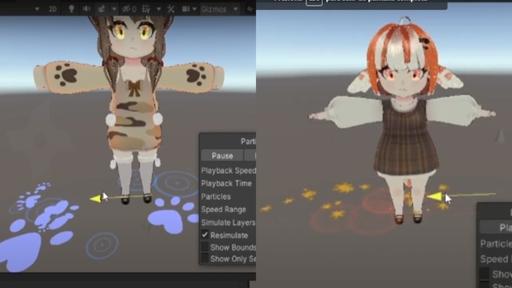 2D
Gizmos
Parti
Pause
Playback Speed
Playback Time
Particles
Speed Range
Simulate Layers
Resimulate
Show Bounds
Show Only Se
Pla
Particle
Speed
Show
Show